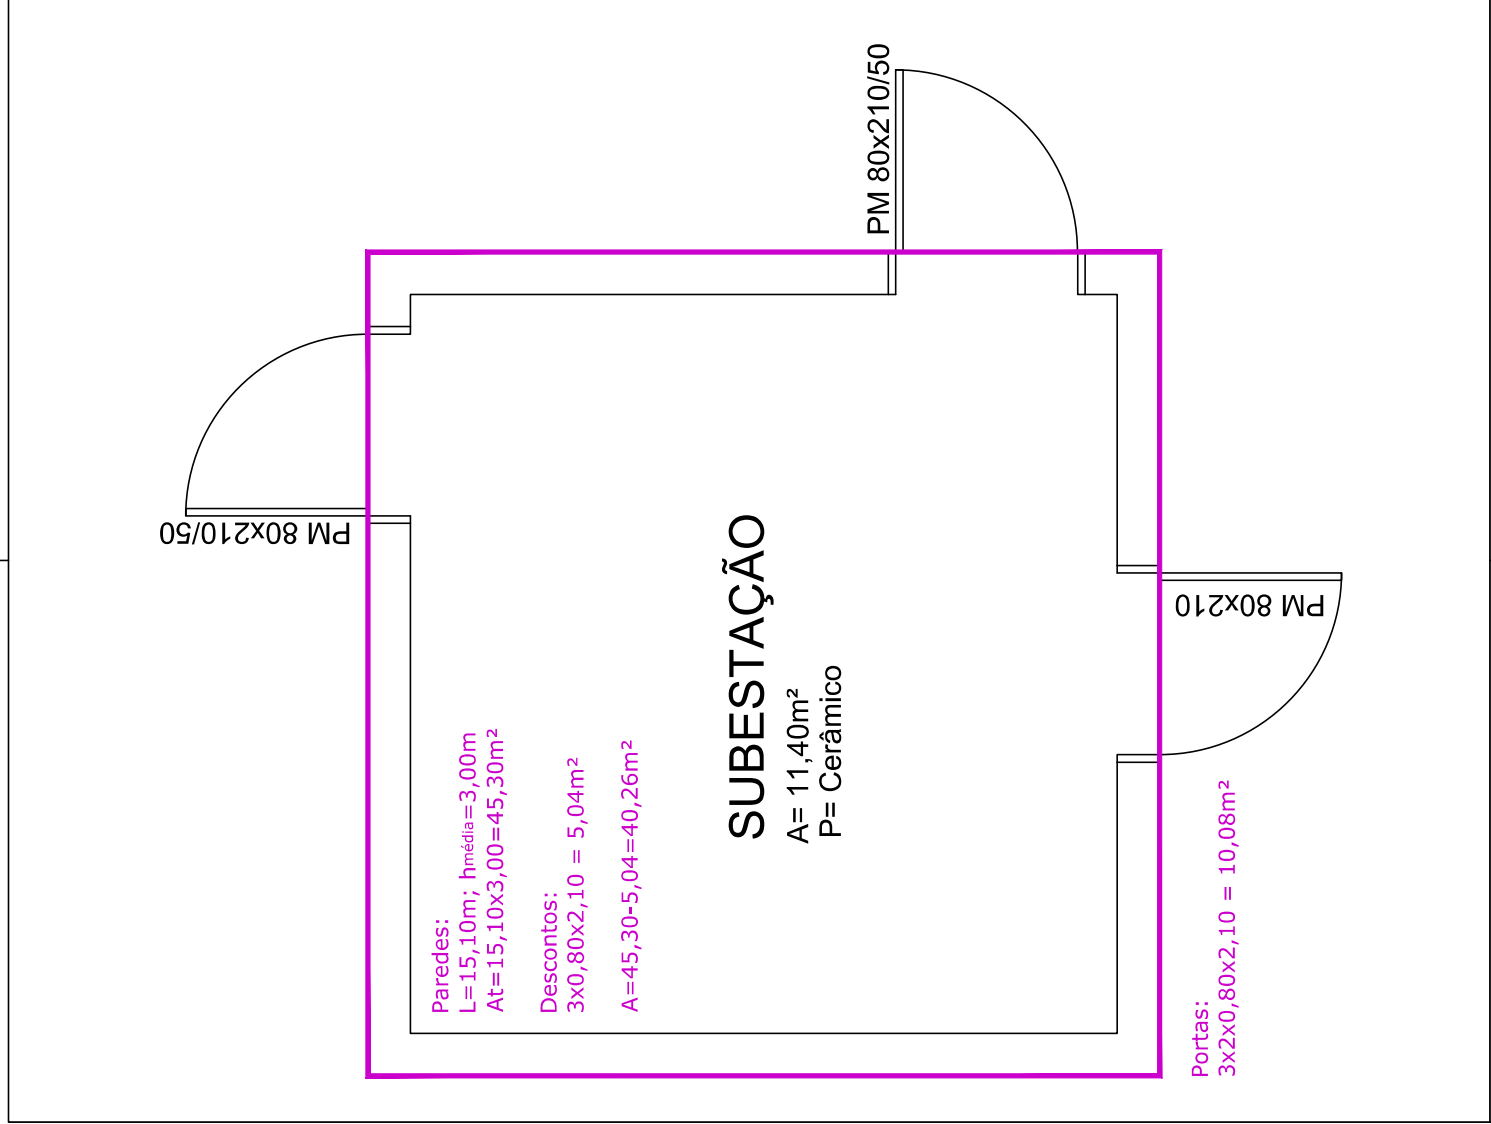 Paredes:
L=15,10m; hmédia=3,00m
At=15,10x3,00=45,30m²
Descontos:
3x0,80x2,10 = 5,04m²
A=45,30-5,04=40,26m²
SUBESTAÇÃO
A= 11,40m²
P= Cerâmico
PM 80x210/50
PM 80x210/50
PM 80x210
Portas:
3x2x0,80x2,10 = 10,08m²